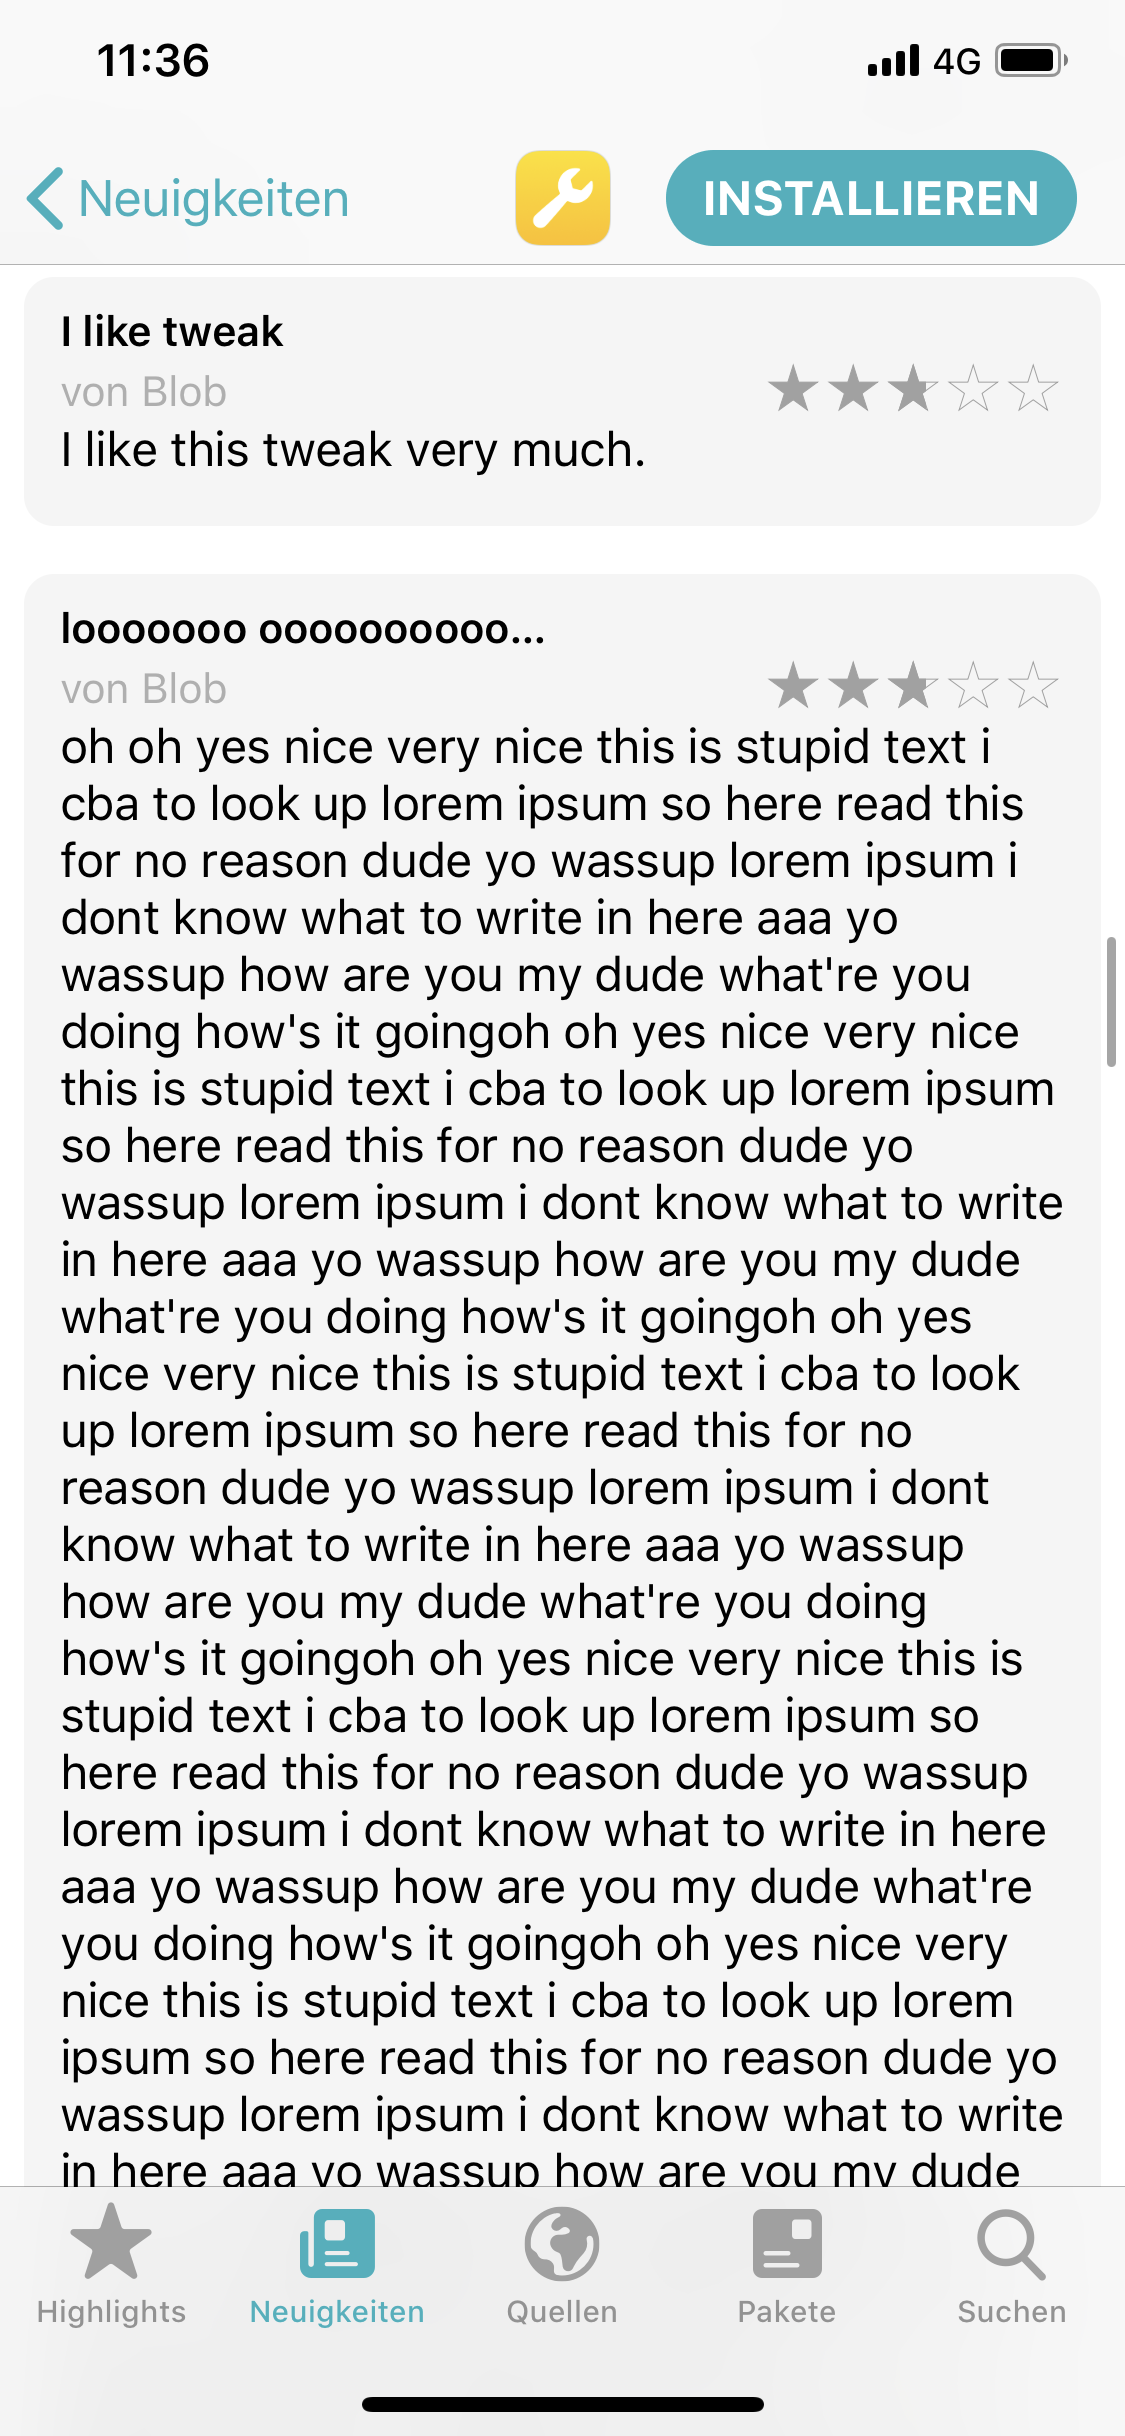 11:36
4G
Neuigkeiten
INSTALLIEREN
I like tweak
von Blob
I like this tweak very much.
looooooo oooooooooo...
von Blob
oh oh yes nice very nice this is stupid text i
cba to look up lorem ipsum so here read this
for no reason dude yo wassup lorem ipsum i
dont know what to write in here aaa yo
wassup how are you my dude what're you
doing how's it goingoh oh yes nice very nice
this is stupid text i cba to look up lorem ipsum
so here read this for no reason dude yo
wassup lorem ipsum i dont know what to write
in here aaa yo wassup how are you my dude
what're you doing how's it goingoh oh yes
nice very nice this is stupid text i cba to look
up lorem ipsum so here read this for no
reason dude yo wassup lorem ipsum i dont
know what to write in here aaa yo wassup
how are you my dude what're you doing
how's it goingoh oh yes nice very nice this is
stupid text i cba to look up lorem ipsum so
here read this for no reason dude yo wassup
lorem ipsum i dont know what to write in here
aaa yo wassup how are you my dude what're
you doing how's it goingoh oh yes nice very
nice this is stupid text i cba to look up lorem
ipsum so here read this for no reason dude yo
wassup lorem ipsum i dont know what to write
in here aaa yo wassup how are you my dude
Highlights
Neuigkeiten
Quellen
Pakete
Suchen